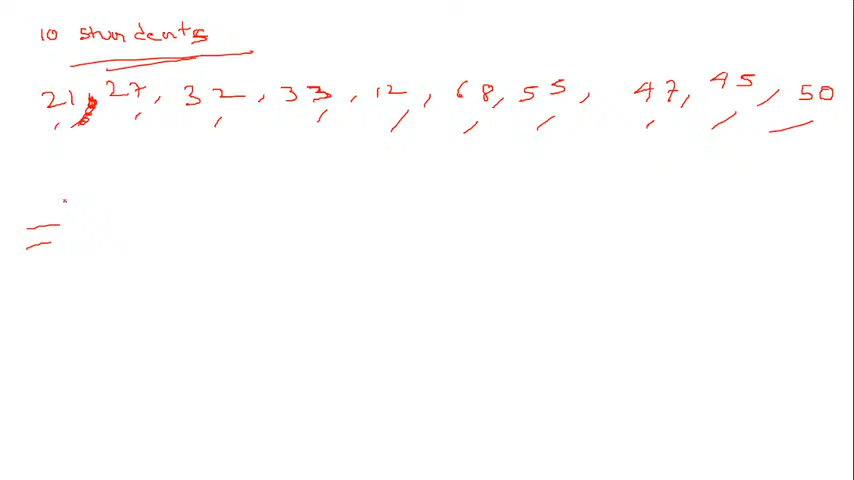 10 students
21, 27, 32, 33, 12, 68, 55, 47, 45, 50
=